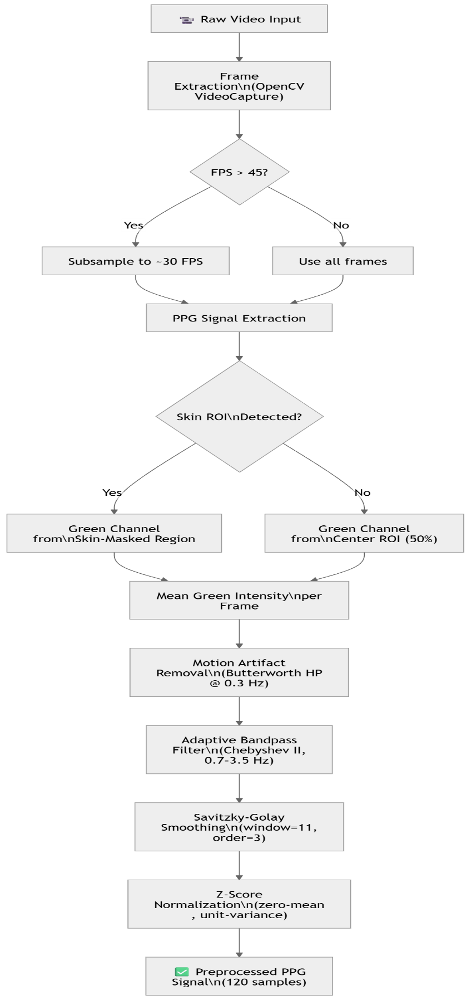 Raw Video Input
Frame
Extraction\n(OpenCV
VideoCapture)
FPS > 45?
Yes
No
Subsample to ~30 FPS
Use all frames
PPG Signal Extraction
Skin ROI\nDetected?
Yes
No
Green Channel
from\nSkin-Masked Region
Green Channel
from\nCenter ROI (50%)
Mean Green Intensity\nper
Frame
Motion Artifact
Removal\n(Butterworth HP
@ 0.3 Hz)
Adaptive Bandpass
Filter\n(Chebyshev II,
0.7-3.5 Hz)
Savitzky-Golay
Smoothing\n(window=11,
order=3)
Z-Score
Normalization\n(zero-mean
, unit-variance)
✅ Preprocessed PPG
Signal\n(120 samples)